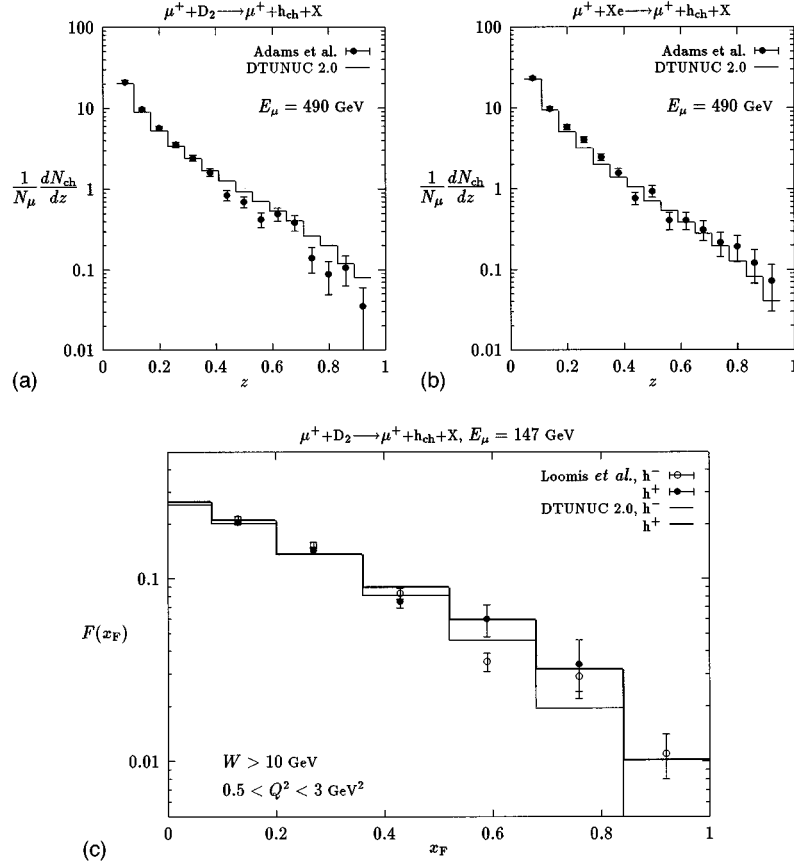 μ⁺+D₂⟶μ⁺+h_ch+X
100
10
1
0.1
0.01
1/N_μ dN_ch/dz
Adams et al.
DTUNUC 2.0
E_μ = 490 GeV
0 0.2 0.4 0.6 0.8 1
z
(a)
μ⁺+Xe⟶μ⁺+h_ch+X
100
10
1
0.1
0.01
1/N_μ dN_ch/dz
Adams et al.
DTUNUC 2.0
E_μ = 490 GeV
0 0.2 0.4 0.6 0.8 1
z
(b)
μ⁺+D₂⟶μ⁺+h_ch+X, E_μ = 147 GeV
Loomis et al., h⁻
h⁺
DTUNUC 2.0, h⁻
h⁺
0.1
F(x_F)
0.01
W > 10 GeV
0.5 < Q² < 3 GeV²
0 0.2 0.4 0.6 0.8 1
x_F
(c)